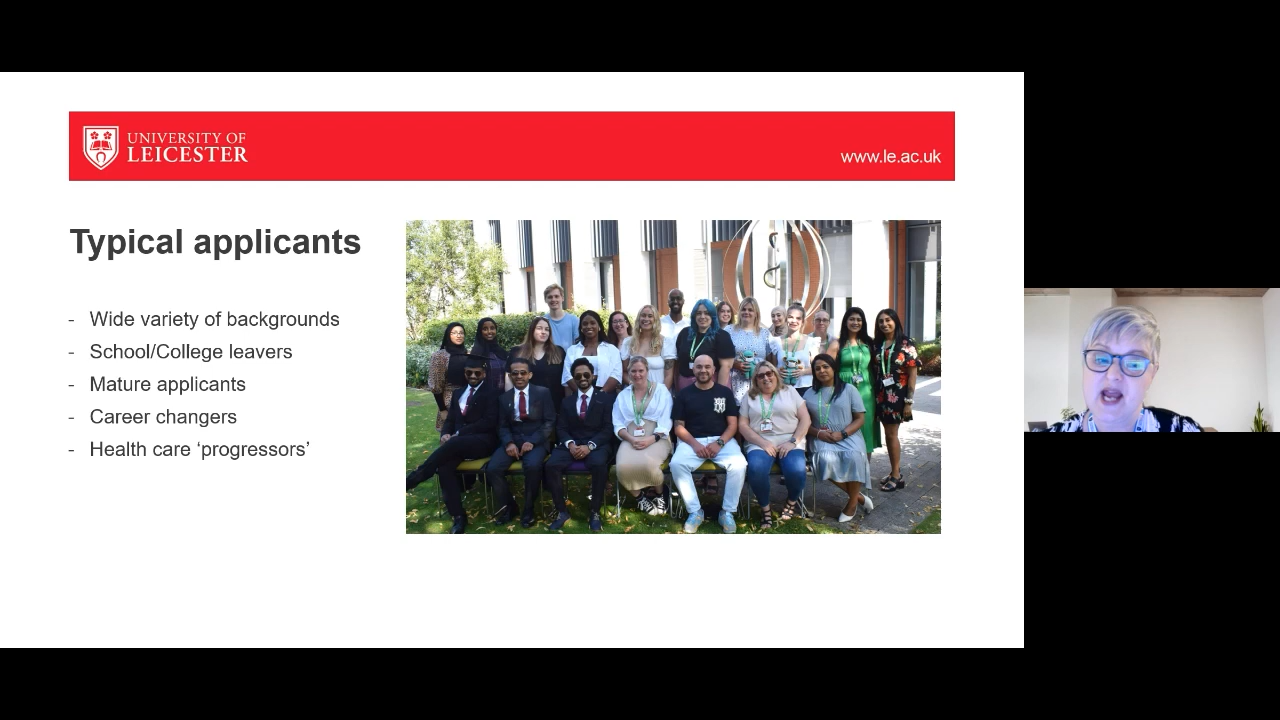 UNIVERSITY OF
LEICESTER
www.le.ac.uk
Typical applicants
- Wide variety of backgrounds
- School/College leavers
- Mature applicants
- Career changers
- Health care ‘progressors’